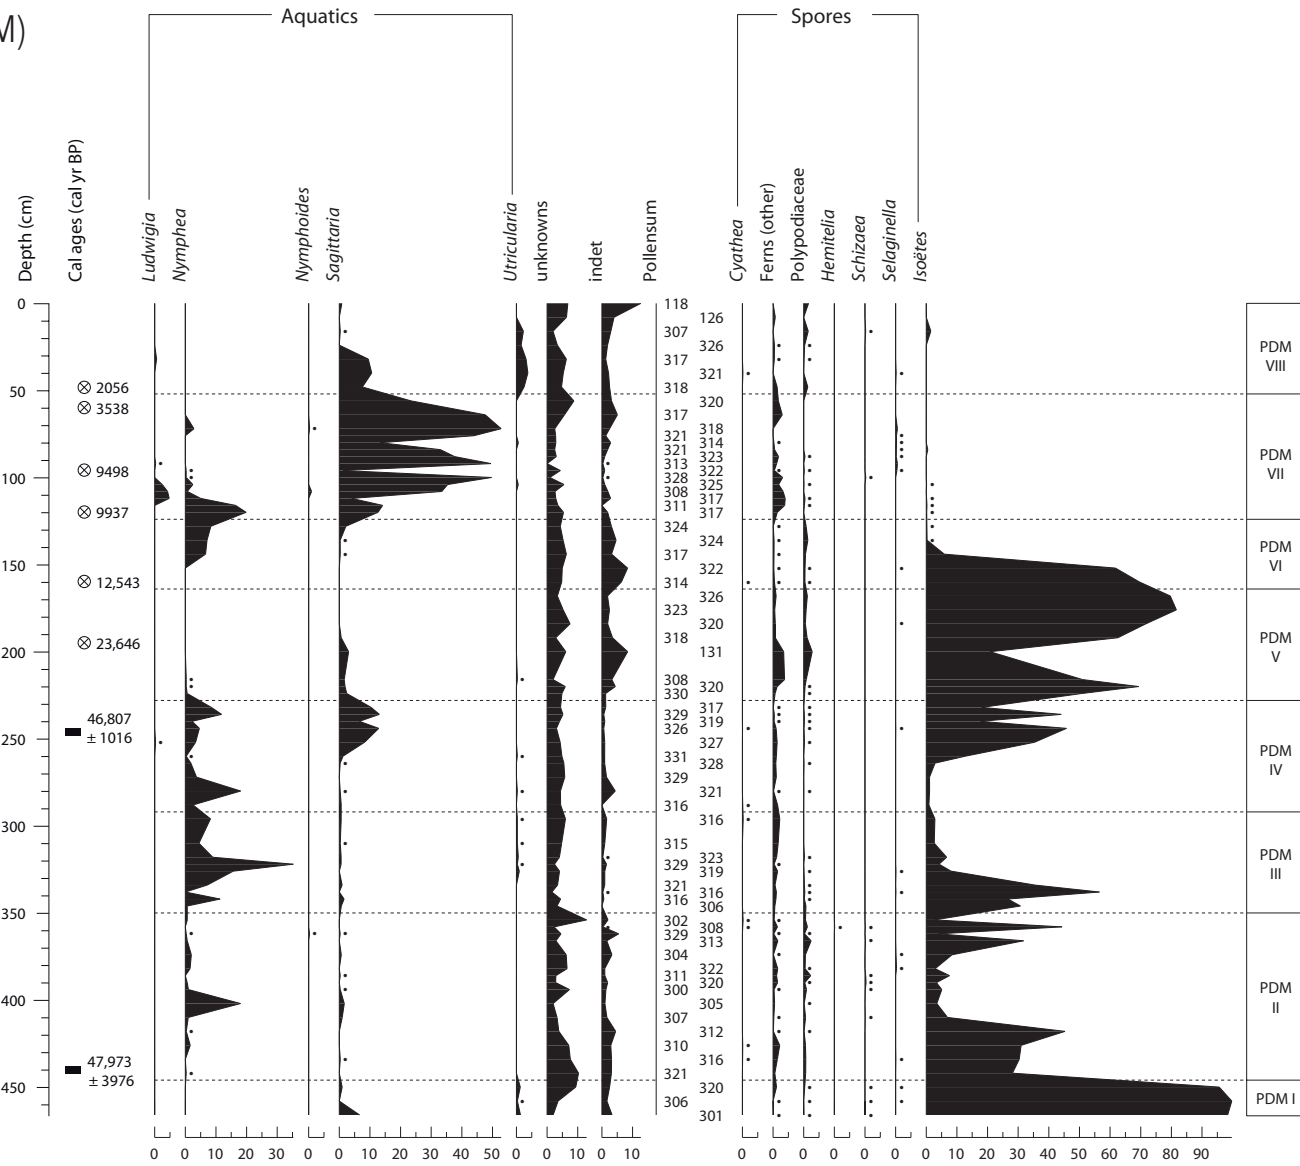 M)
Aquatics
Spores
Depth (cm)
Cal ages (cal yr BP)
Ludwigia
Nymphea
Nymphoides
Sagittaria
Utricularia
unknowns
indet
Pollensum
Cyathea
Ferns (other)
Polypodiaceae
Hemitelia
Schizaea
Selaginella
Isoëtes
0
50
100
150
200
250
300
350
400
450
2056
3538
9498
9937
12,543
23,646
46,807
± 1016
47,973
± 3976
118
126
307
326
317
321
318
320
317
318
321
314
321
323
313
322
328
325
308
317
311
317
324
324
317
322
314
326
323
320
318
131
308
320
330
317
329
319
326
327
331
328
329
321
316
316
315
323
329
319
321
316
316
306
302
308
329
313
304
322
311
320
300
305
307
312
310
316
321
320
306
301
PDM
VIII
PDM
VII
PDM
VI
PDM
V
PDM
IV
PDM
III
PDM
II
PDM I
0 0 10 20 30 0 0 10 20 30 40 50 0 0 10 0 10 0 0 0 0 0 0 0 10 20 30 40 50 60 70 80 90